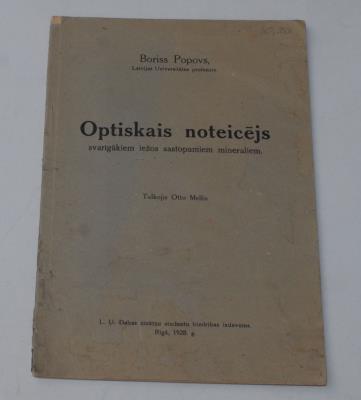 Boriss Popovs,
Latvijas Universitātes profesors.
Optiskais noteicējs
svarīgākiem iežos sastopamiem mineraliem.
Tulkojis Otto Mellis
L. Ū. Dabas zinātņu studentu biedrības izdevums.
Rīgā, 1928. g.